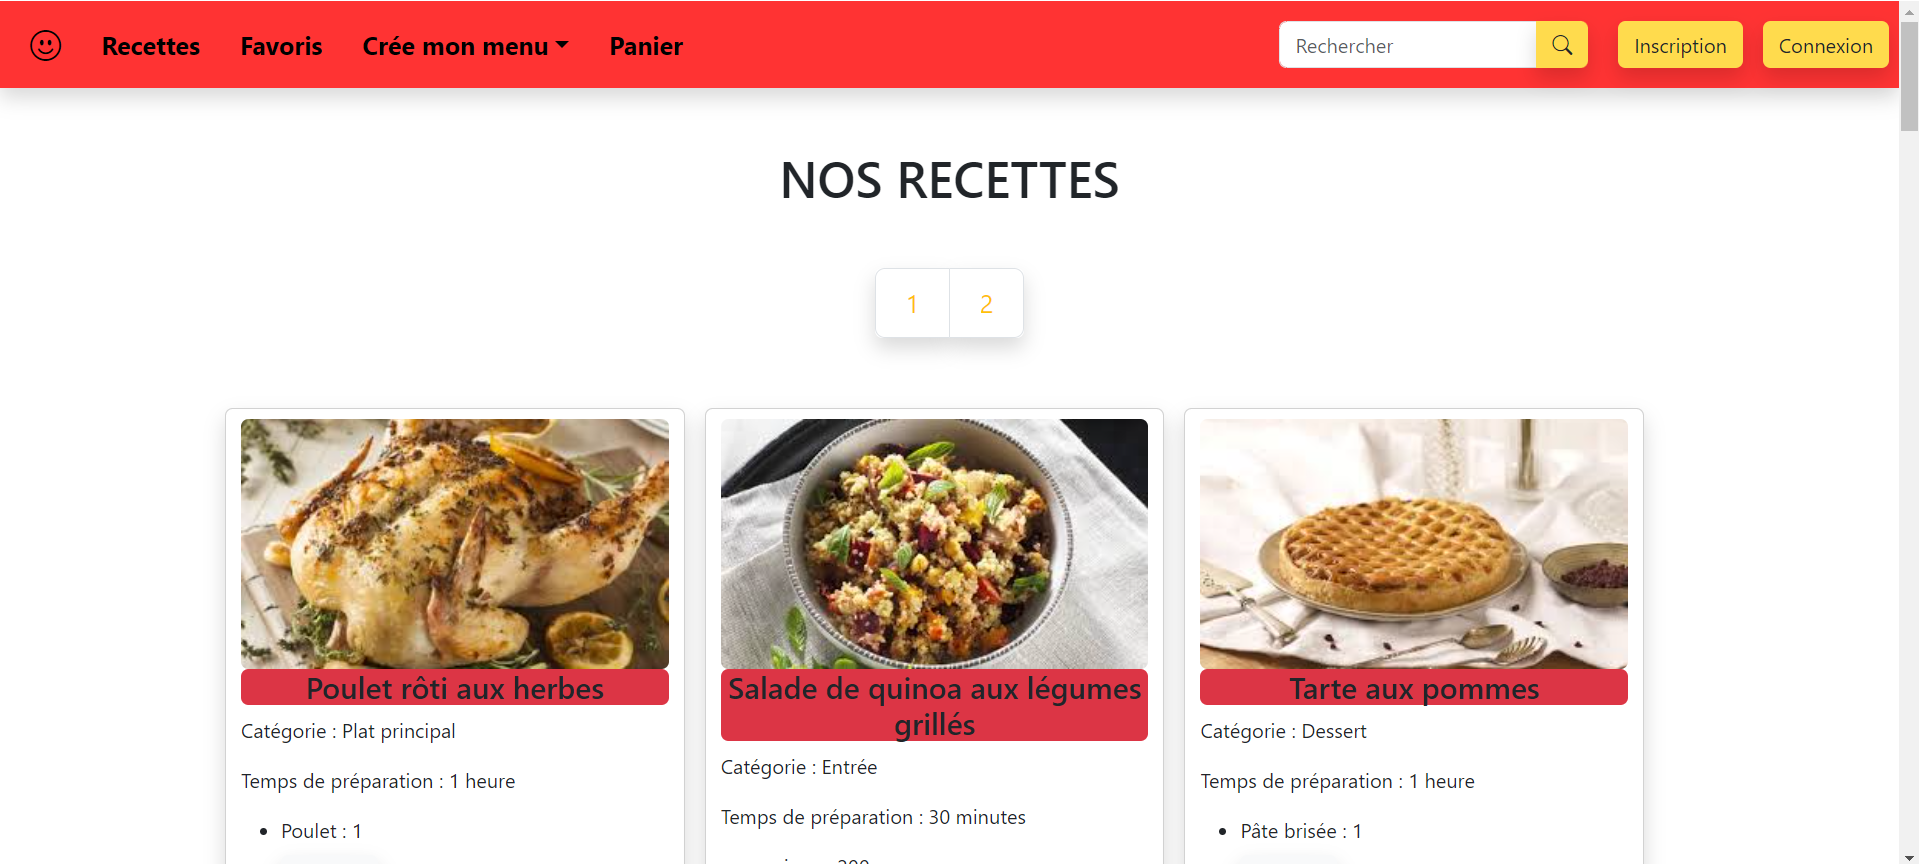 Recettes Favoris Crée mon menu Panier Rechercher Inscription Connexion
NOS RECETTES
1 2
Poulet rôti aux herbes
Catégorie : Plat principal
Temps de préparation : 1 heure
Poulet : 1
Salade de quinoa aux légumes
grillés
Catégorie : Entrée
Temps de préparation : 30 minutes
Tarte aux pommes
Catégorie : Dessert
Temps de préparation : 1 heure
Pâte brisée : 1